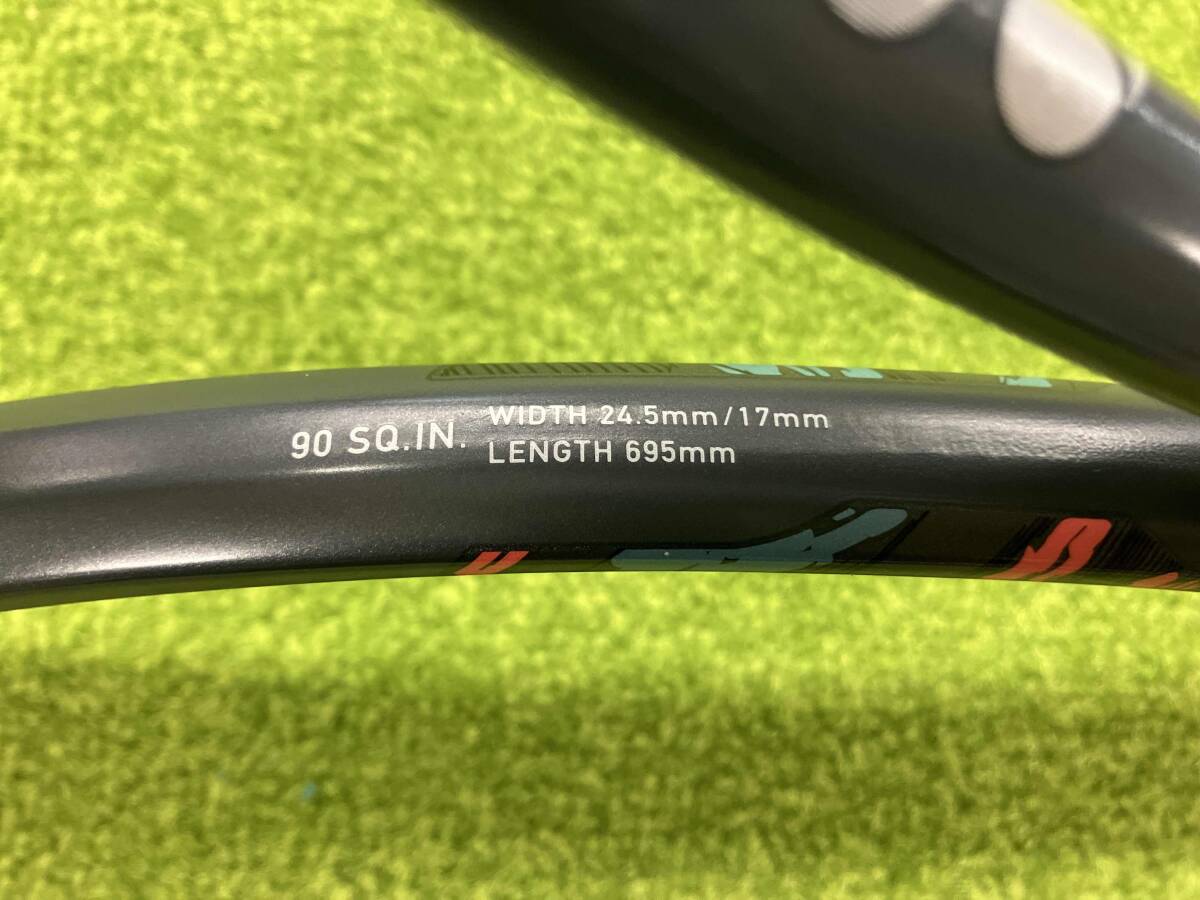 90 SQ.IN.
WIDTH 24.5mm/17mm
LENGTH 695mm